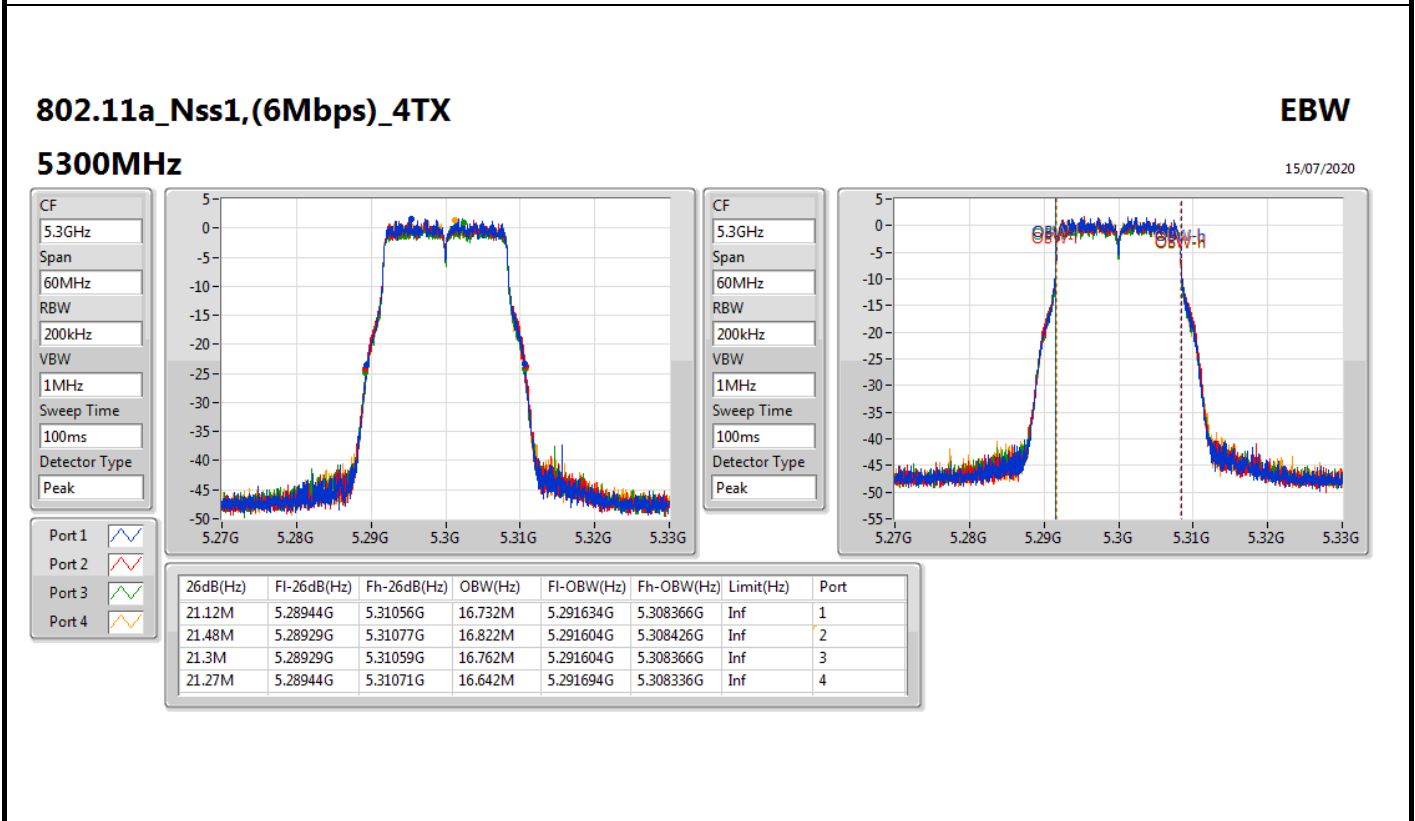 802.11a_Nss1,(6Mbps)_4TX
EBW
5300MHz
15/07/2020
CF
5.3GHz
Span
60MHz
RBW
200kHz
VBW
1MHz
Sweep Time
100ms
Detector Type
Peak
5
0
-5
-10
-15
-20
-25
-30
-35
-40
-45
-50
5.27G 5.28G 5.29G 5.3G 5.31G 5.32G 5.33G
CF
5.3GHz
Span
60MHz
RBW
200kHz
VBW
1MHz
Sweep Time
100ms
Detector Type
Peak
5
0
-5
-10
-15
-20
-25
-30
-35
-40
-45
-50
-55
OBW-h
5.27G 5.28G 5.29G 5.3G 5.31G 5.32G 5.33G
Port 1
Port 2
Port 3
Port 4
26dB(Hz) Fl-26dB(Hz) Fh-26dB(Hz) OBW(Hz) Fl-OBW(Hz) Fh-OBW(Hz) Limit(Hz) Port
21.12M 5.28944G 5.31056G 16.732M 5.291634G 5.308366G Inf 1
21.48M 5.28929G 5.31077G 16.822M 5.291604G 5.308426G Inf 2
21.3M 5.28929G 5.31059G 16.762M 5.291604G 5.308366G Inf 3
21.27M 5.28944G 5.31071G 16.642M 5.291694G 5.308336G Inf 4